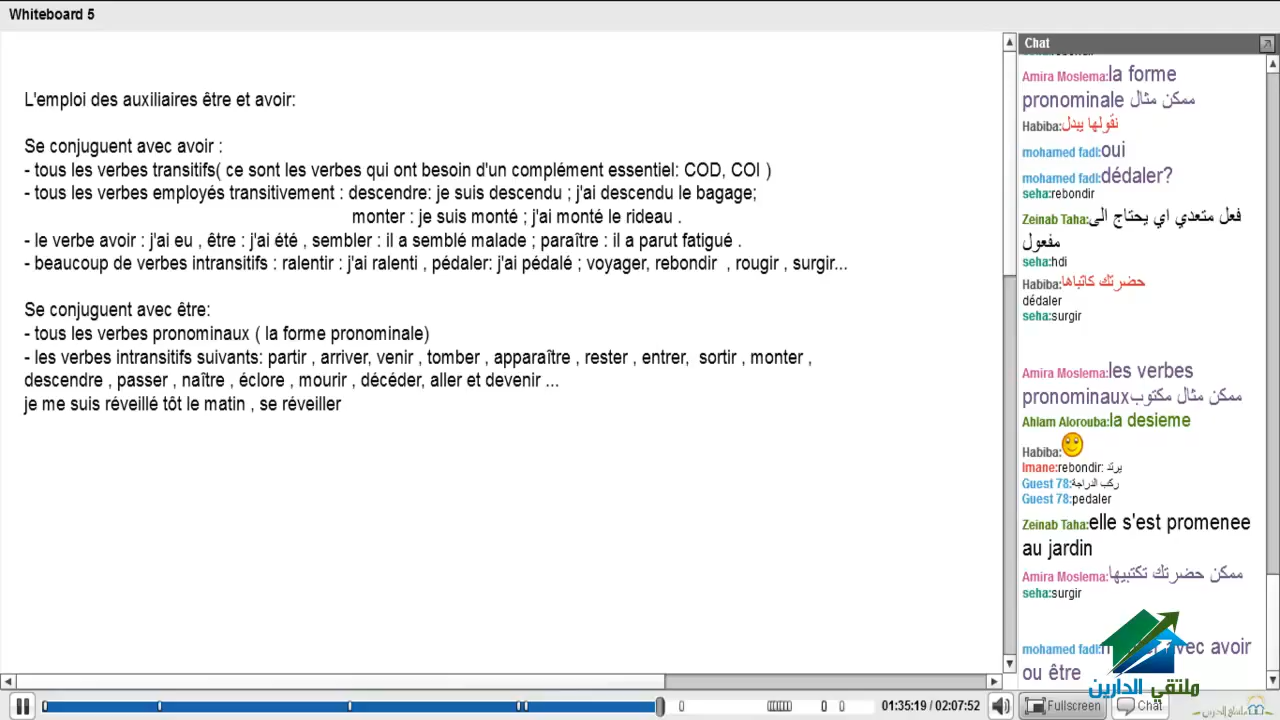 Whiteboard 5
L'emploi des auxiliaires être et avoir:
Se conjuguent avec avoir :
- tous les verbes transitifs( ce sont les verbes qui ont besoin d'un complément essentiel: COD, COI )
- tous les verbes employés transitivement : descendre: je suis descendu ; j'ai descendu le bagage;
monter : je suis monté ; j'ai monté le rideau .
- le verbe avoir : j'ai eu , être : j'ai été , sembler : il a semblé malade ; paraître : il a parut fatigué .
- beaucoup de verbes intransitifs : ralentir : j'ai ralenti , pédaler: j'ai pédalé ; voyager, rebondir , rougir , surgir...
Se conjuguent avec être:
- tous les verbes pronominaux ( la forme pronominale)
- les verbes intransitifs suivants: partir , arriver, venir , tomber , apparaître , rester , entrer, sortir , monter ,
descendre , passer , naître , éclore , mourir , décéder, aller et devenir ...
je me suis réveillé tôt le matin , se réveiller
Chat
Amira Moslema:la forme
pronominale ممكن مثال
Habiba:نقولها يبدل
mohamed fadl:oui
mohamed fadl:dédaler?
seha:rebondir
Zeinab Taha:فعل متعدي اي يحتاج الى
مفعول
seha:hdi
Habiba:حضرتك كاتباها
dédaler
seha:surgir
Amira Moslema:les verbes
pronominauxممكن مثال مكتوب
Ahlam Alorouba:la desieme
Habiba:
Imane:rebondir: يرتد
Guest 78:ركب الدراجة
Guest 78:pedaler
Zeinab Taha:elle s'est promenee
au jardin
Amira Moslema:ممكن حضرتك تكتبيها
seha:surgir
mohamed fadl: avec avoir
ou être
ملتقي الدارين
01:35:19 / 02:07:52
Fullscreen
Chat